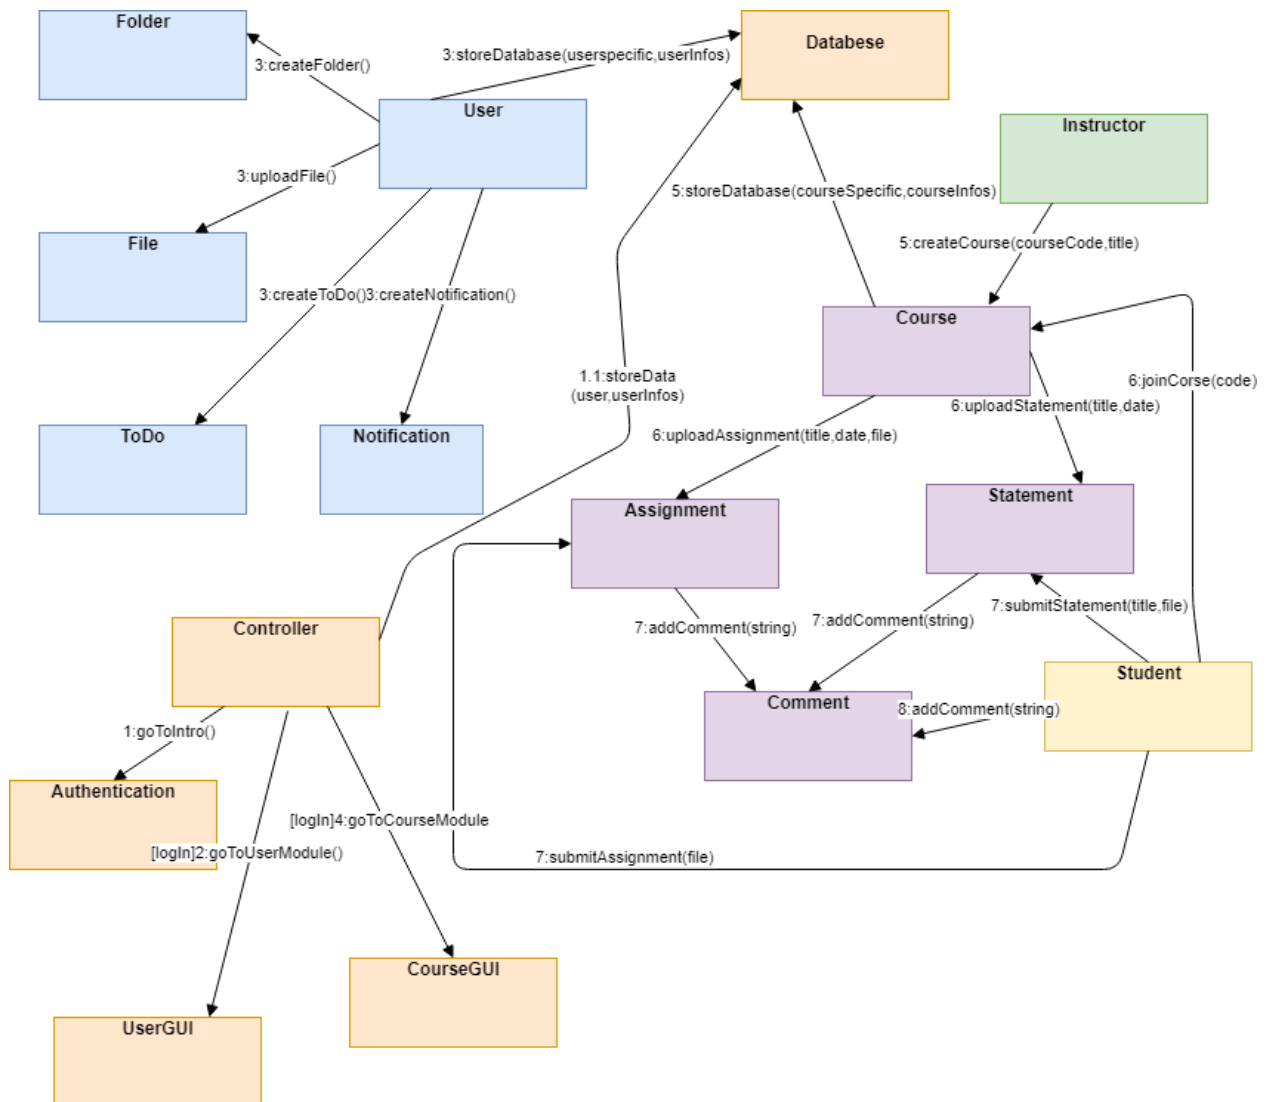 Folder
Databese
3:storeDatabase(userspecific,userInfos)
3:createFolder()
User
Instructor
3:uploadFile()
5:storeDatabase(courseSpecific,courseInfos)
File
5:createCourse(courseCode,title)
3:createToDo()
3:createNotification()
Course
1.1:storeData
(user,userInfos)
6:joinCorse(code)
6:uploadStatement(title,date)
ToDo
Notification
6:uploadAssignment(title,date,file)
Assignment
Statement
7:submitStatement(title,file)
7:addComment(string)
7:addComment(string)
Controller
Student
Comment
8:addComment(string)
1:goToIntro()
Authentication
[logIn]4:goToCourseModule
[logIn]2:goToUserModule()
7:submitAssignment(file)
CourseGUI
UserGUI